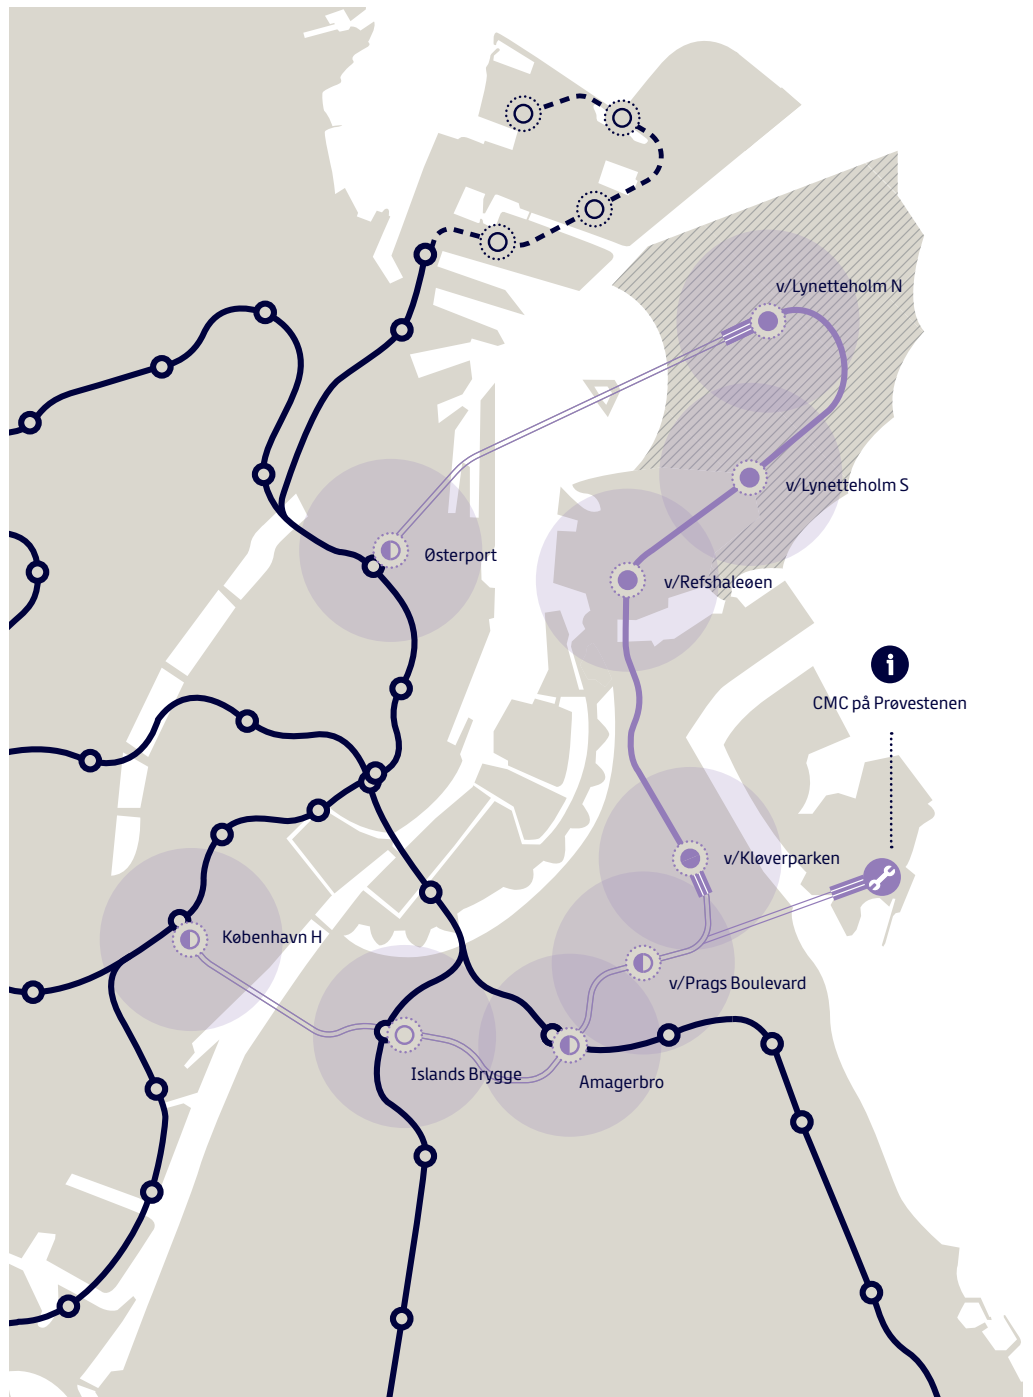 v/Lynetteholm N
v/Lynetteholm S
Østerport
v/Refshaleøen
i
CMC på Prøvestenen
v/Kløverparken
København H
v/Prags Boulevard
Islands Brygge
Amagerbro